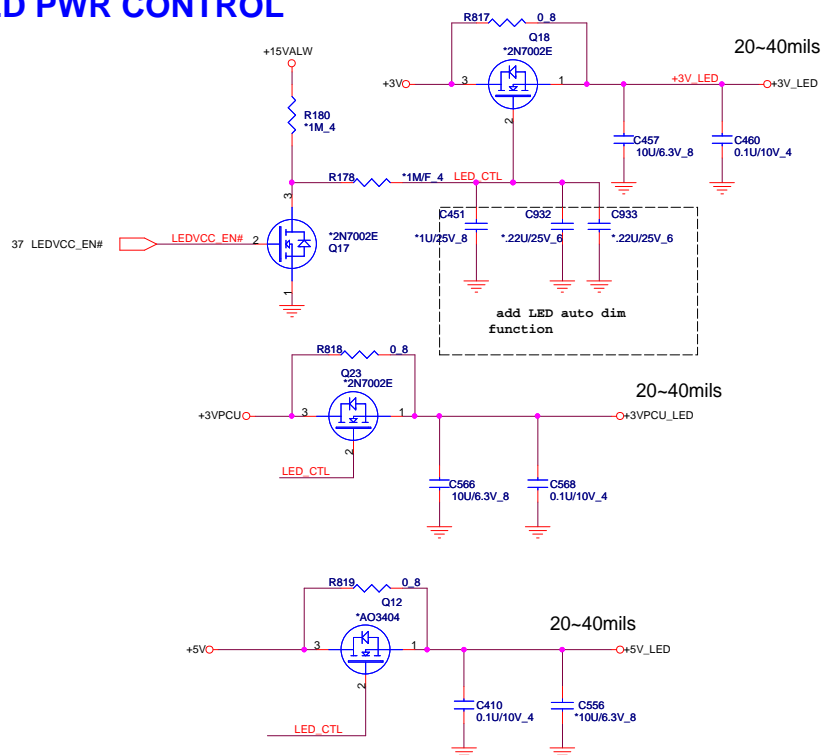 ED PWR CONTROL
R817 0_8
Q18
*2N7002E
20~40mils
+15VALW
+3V
3
1
+3V_LED
+3V_LED
2
R180
*1M_4
C457
10U/6.3V_8
C460
0.1U/10V_4
R178 *1M/F_4
LED_CTL
3
C451
*1U/25V_8
C932
*.22U/25V_6
C933
*.22U/25V_6
37 LEDVCC_EN#
LEDVCC_EN#
2
*2N7002E
Q17
1
add LED auto dim
function
R818 0_8
Q23
*2N7002E
20~40mils
+3VPCU
3
1
+3VPCU_LED
2
LED_CTL
C566
10U/6.3V_8
C568
0.1U/10V_4
R819 0_8
Q12
*AO3404
20~40mils
+5V
3
1
+5V_LED
2
LED_CTL
C410
0.1U/10V_4
C556
*10U/6.3V_8